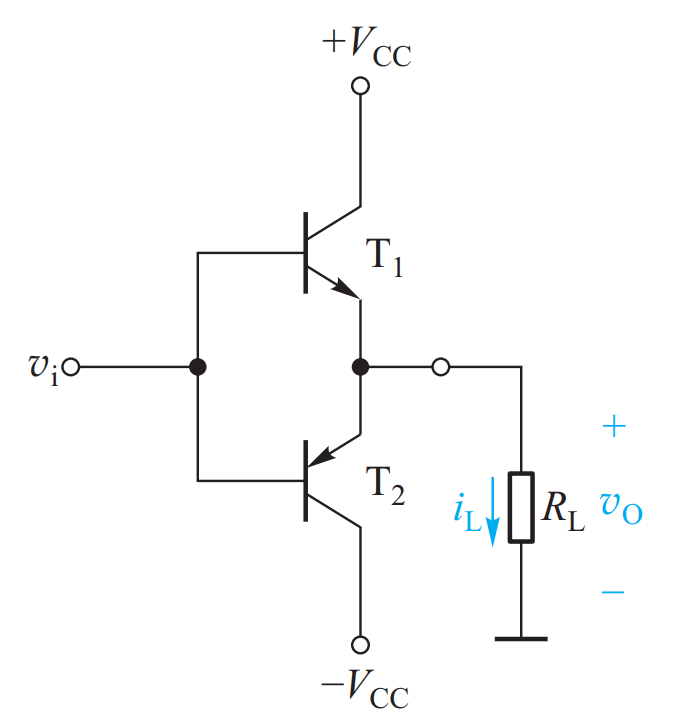 +V_CC
T_1
v_i
T_2
+
i_L R_L v_O
−
−V_CC